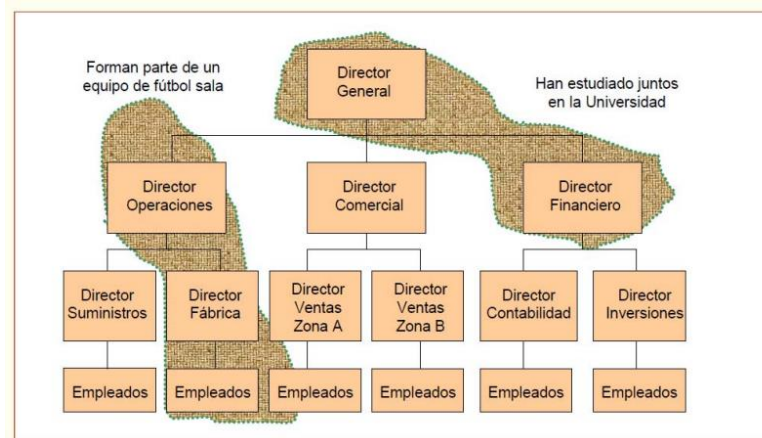 Forman parte de un
equipo de fútbol sala
Director
General
Han estudiado juntos
en la Universidad
Director
Operaciones
Director
Comercial
Director
Financiero
Director
Suministros
Director
Fábrica
Director
Ventas
Zona A
Director
Ventas
Zona B
Director
Contabilidad
Director
Inversiones
Empleados
Empleados
Empleados
Empleados
Empleados
Empleados